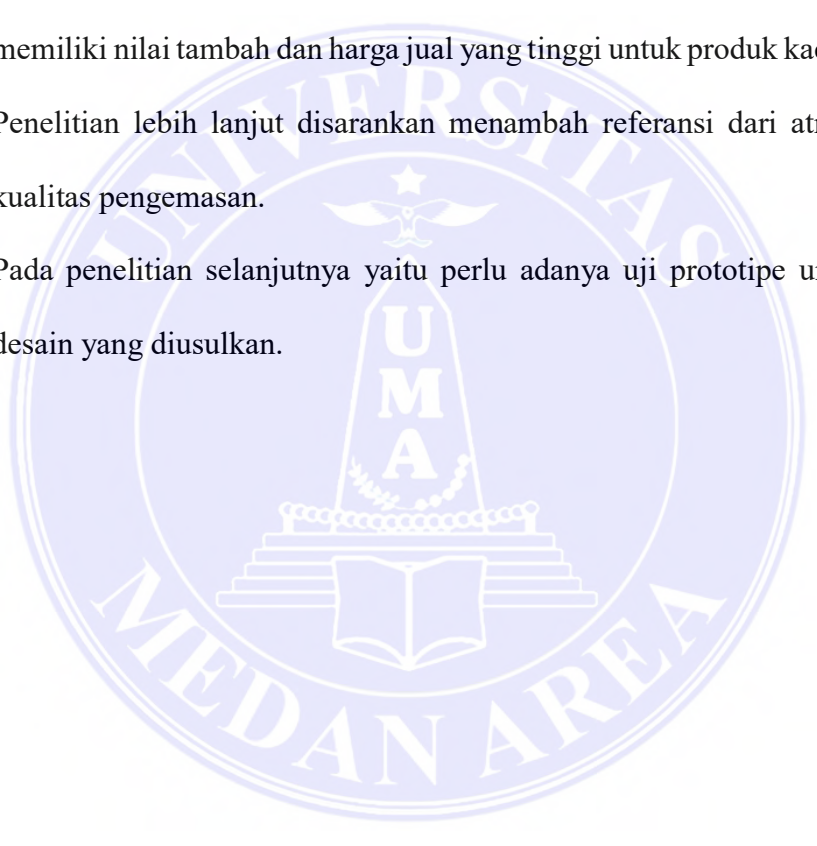 memiliki nilai tambah dan harga jual yang tinggi untuk produk
Penelitian lebih lanjut disarankan menambah referansi dari
kualitas pengemasan.
Pada penelitian selanjutnya yaitu perlu adanya uji prototipe
desain yang diusulkan.
UNIVERSITAS
UMA
MEDAN AREA